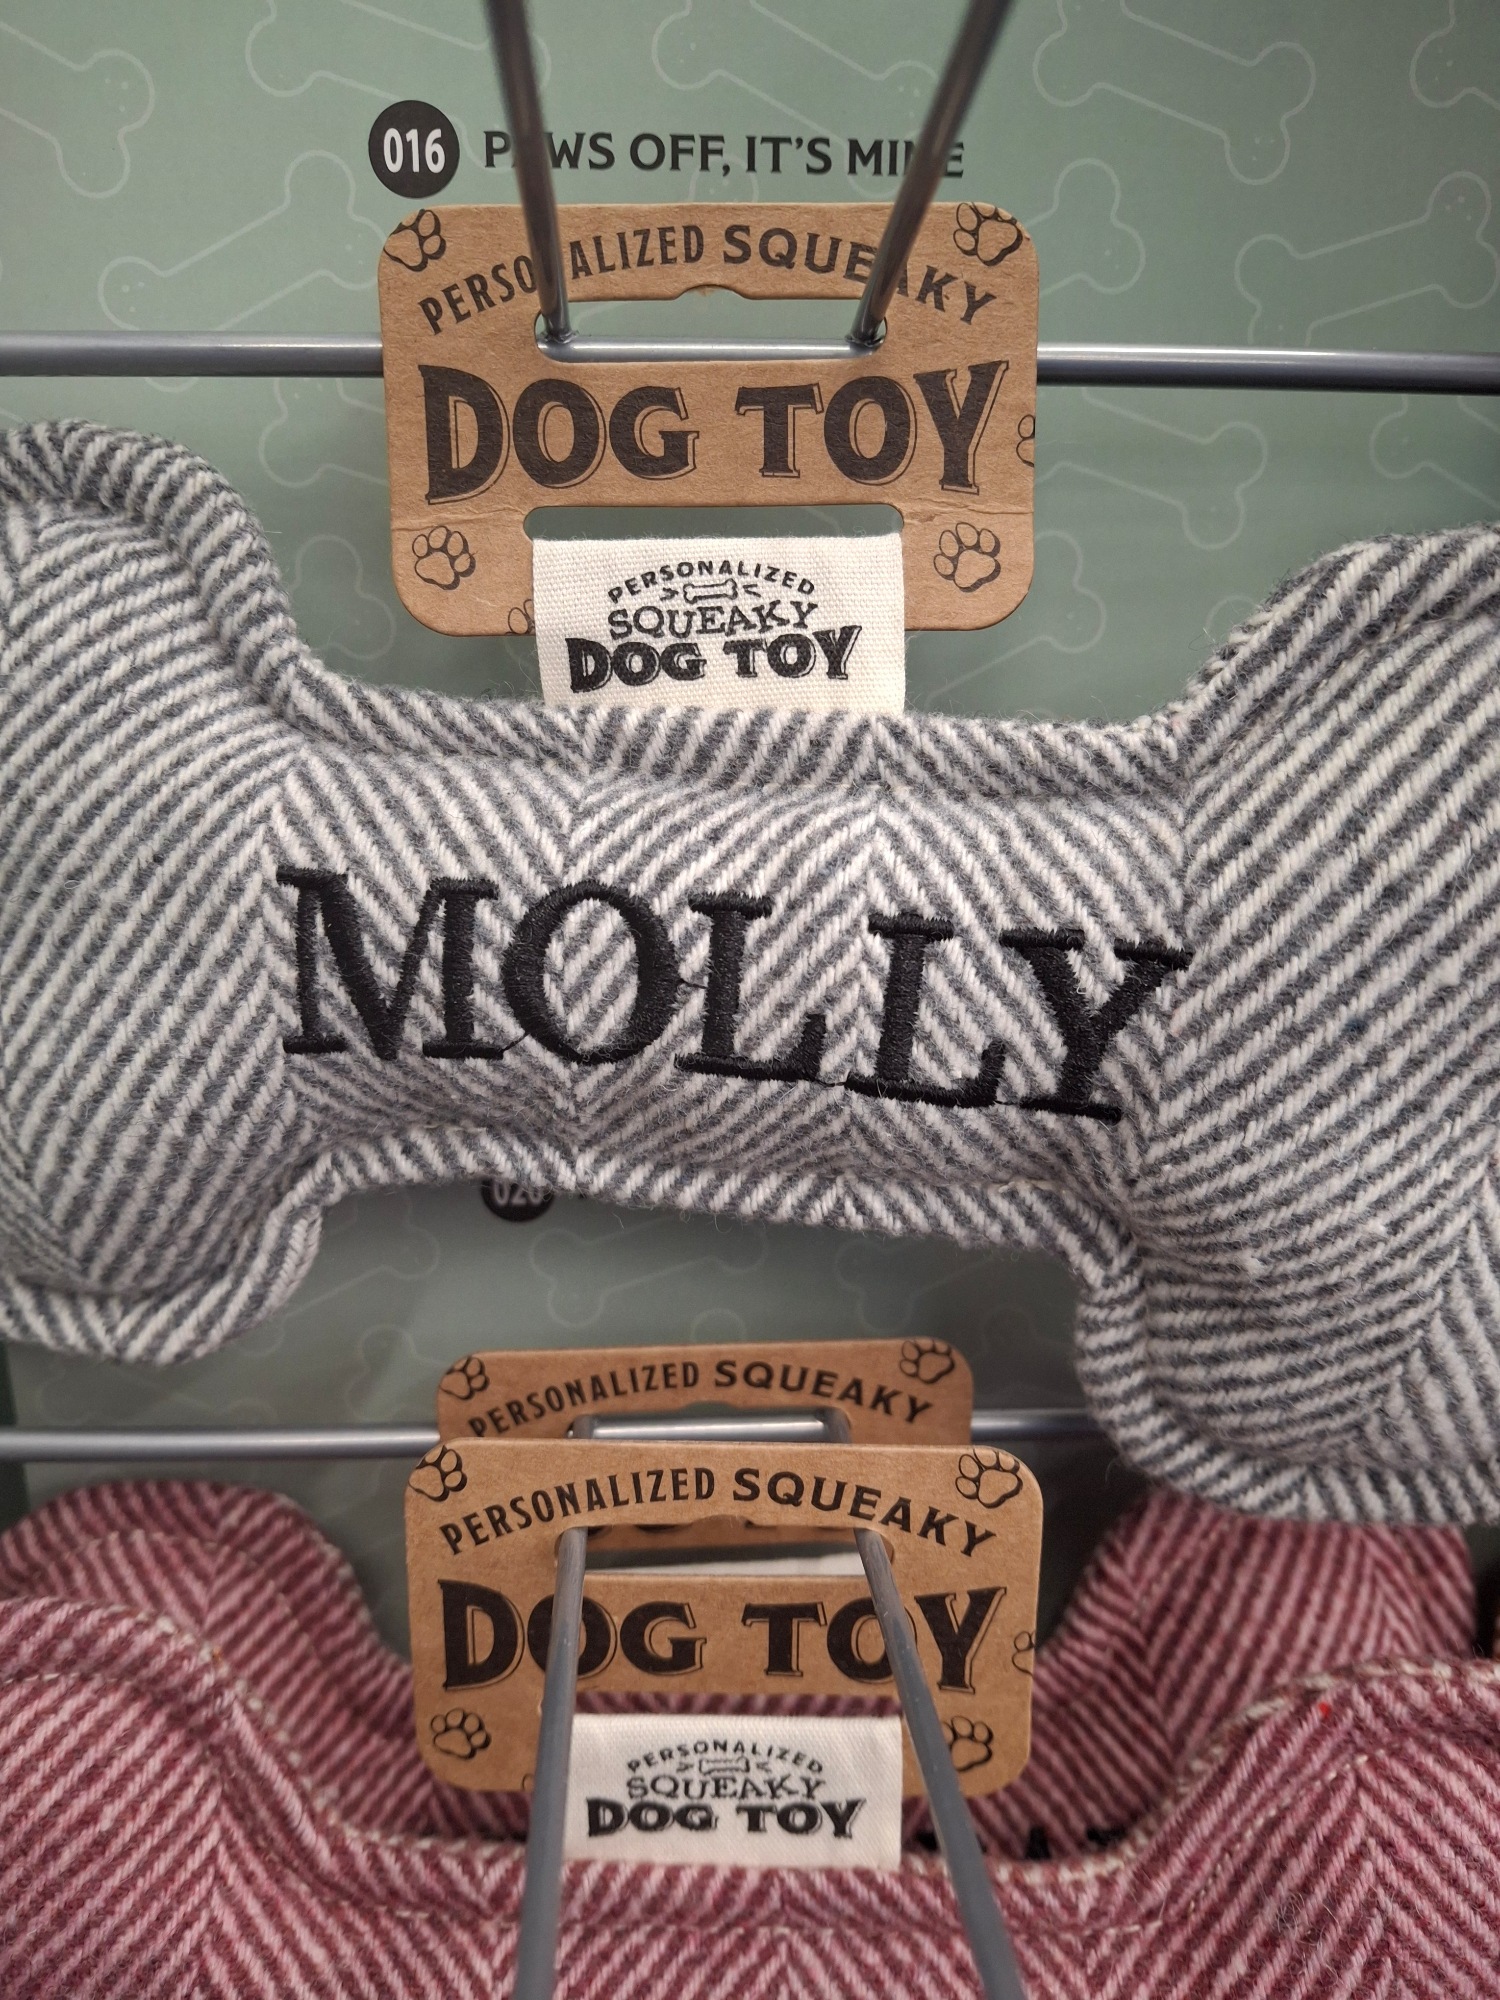 016 PAWS OFF, IT'S MINE
PERSONALIZED SQUEAKY
DOG TOY
PERSONALIZED
SQUEAKY
DOG TOY
MOLLY
020
PERSONALIZED SQUEAKY
PERSONALIZED SQUEAKY
DOG TOY
PERSONALIZED
SQUEAKY
DOG TOY